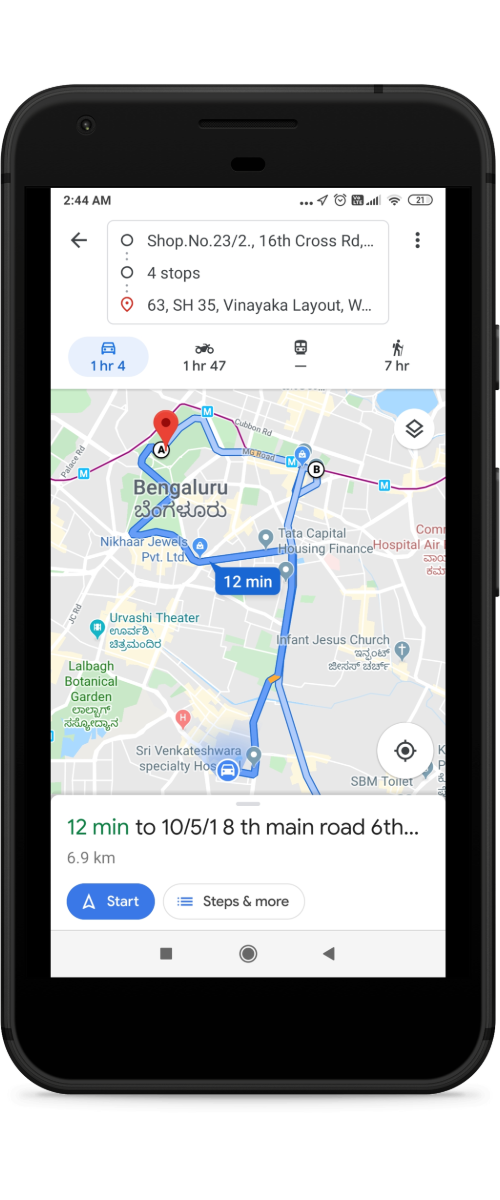 2:44 AM
21
Shop.No.23/2., 16th Cross Rd,...
4 stops
63, SH 35, Vinayaka Layout, W...
1 hr 4
1 hr 47
—
7 hr
M
Cubbon Rd
Palace Rd
M
A
MG Road
M
B
M
Bengaluru
ಬೆಂಗಳೂರು
Nikhaar Jewels
Pvt. Ltd.
Tata Capital
Housing Finance
Hospital Air
12 min
JC Rd
Urvashi Theater
ಊರ್ವಶಿ
ಚಿತ್ರಮಂದಿರ
Infant Jesus Church
ಇನ್ಫಂಟ್
ಜೀಸಸ್ ಚರ್ಚ್
Lalbagh
Botanical
Garden
ಲಾಲ್ಬಾಗ್
ಸಸ್ಯೋದ್ಯಾನ
H
Sri Venkateshwara
specialty Hos
SBM Toilet
12 min to 10/5/1 8 th main road 6th...
6.9 km
Start
Steps & more